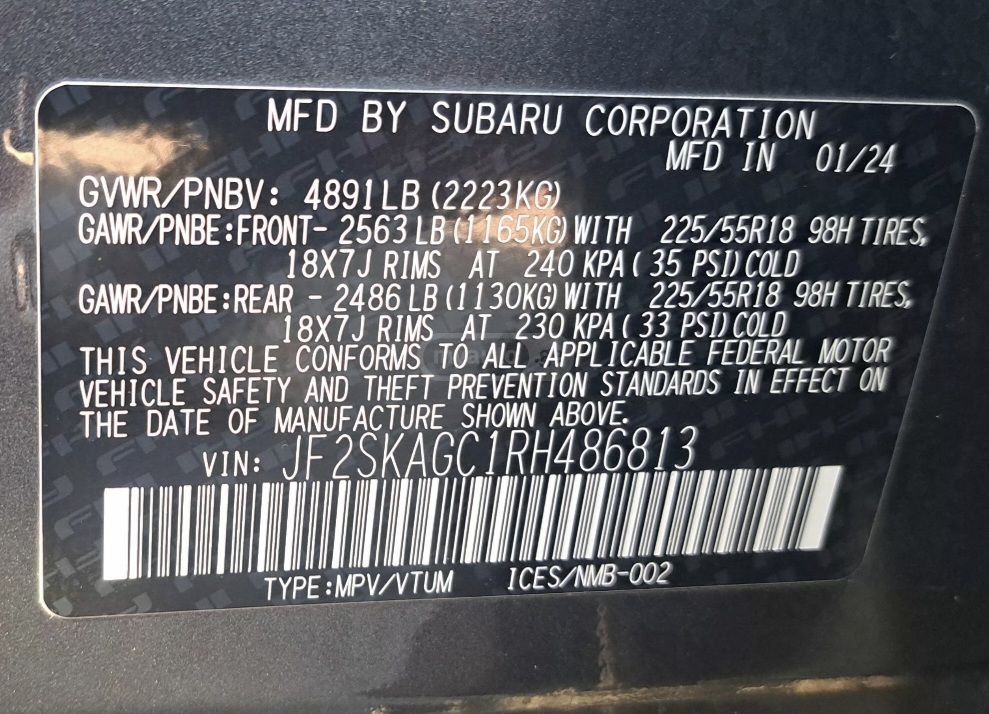 MFD BY SUBARU CORPORATION
MFD IN 01/24
GVWR/PNBV: 4891LB (2223KG)
GAWR/PNBE:FRONT- 2563 LB (1165KG) WITH 225/55R18 98H TIRES,
18X7J RIMS AT 240 KPA ( 35 PSI) COLD
GAWR/PNBE:REAR - 2486 LB (1130KG) WITH 225/55R18 98H TIRES,
18X7J RIMS AT 230 KPA ( 33 PSI) COLD
THIS VEHICLE CONFORMS TO ALL APPLICABLE FEDERAL MOTOR
VEHICLE SAFETY AND THEFT PREVENTION STANDARDS IN EFFECT ON
THE DATE OF MANUFACTURE SHOWN ABOVE.
VIN: JF2SKAGC1RH486813
TYPE:MPV/VTUM ICES/NMB-002